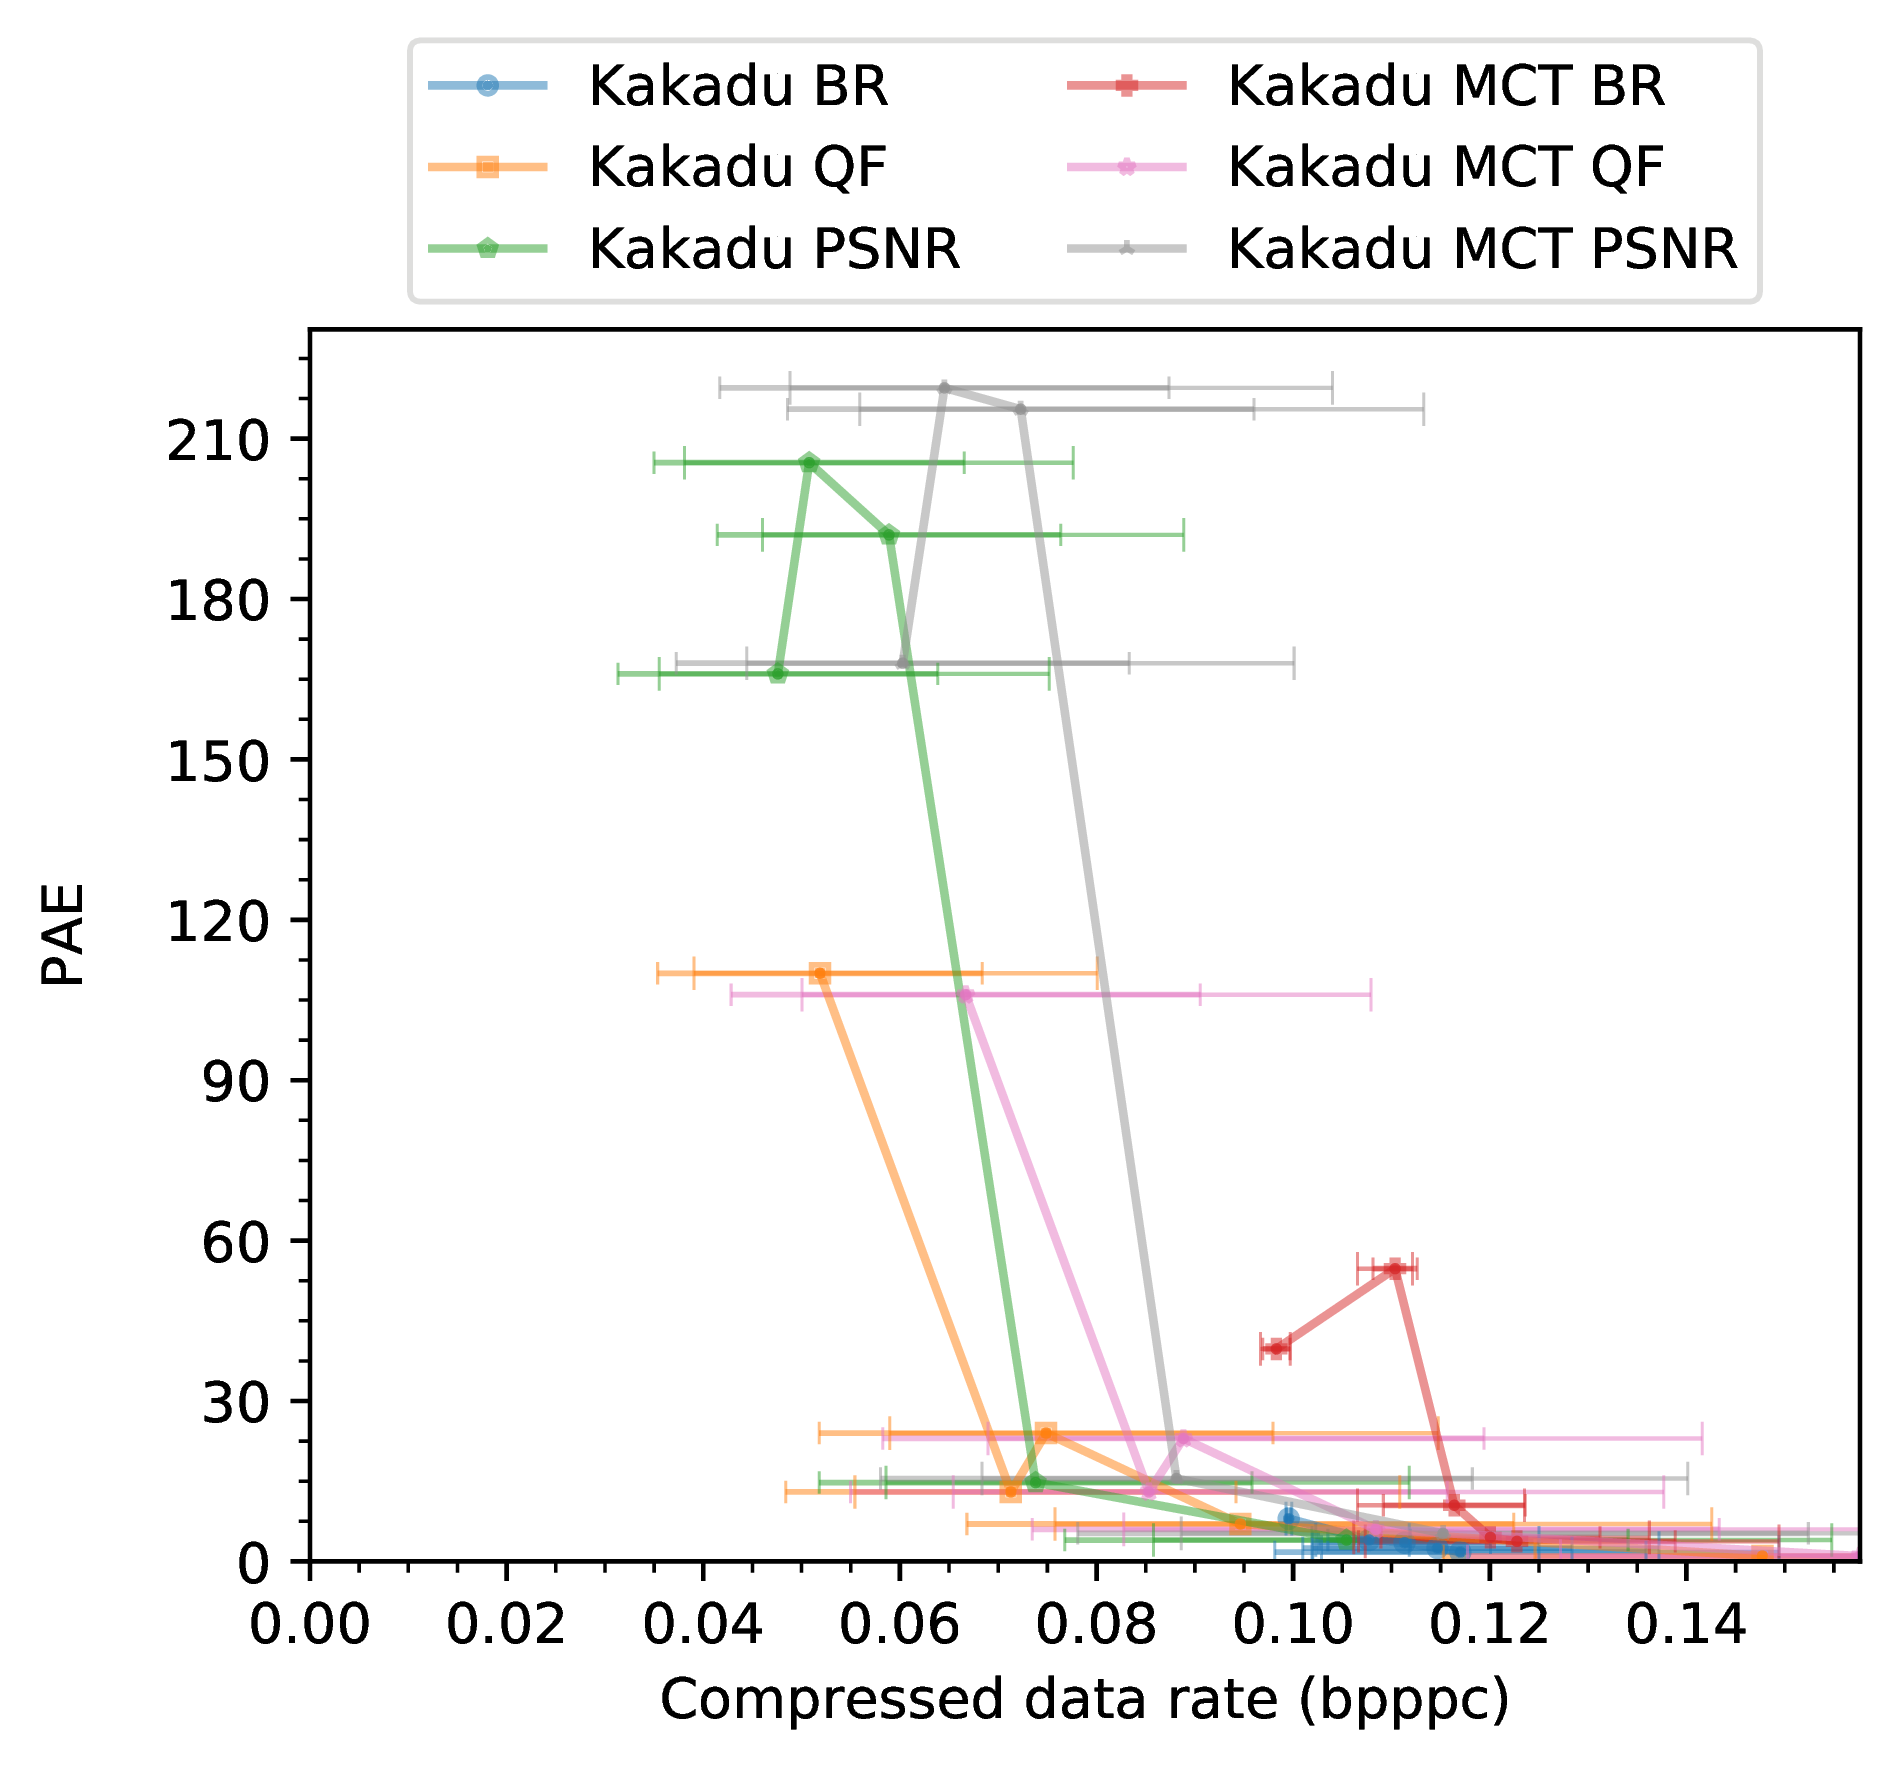 Kakadu BR Kakadu MCT BR
Kakadu QF Kakadu MCT QF
Kakadu PSNR Kakadu MCT PSNR
210
180
150
120
90
60
30
0
PAE
0.00 0.02 0.04 0.06 0.08 0.10 0.12 0.14
Compressed data rate (bpppc)